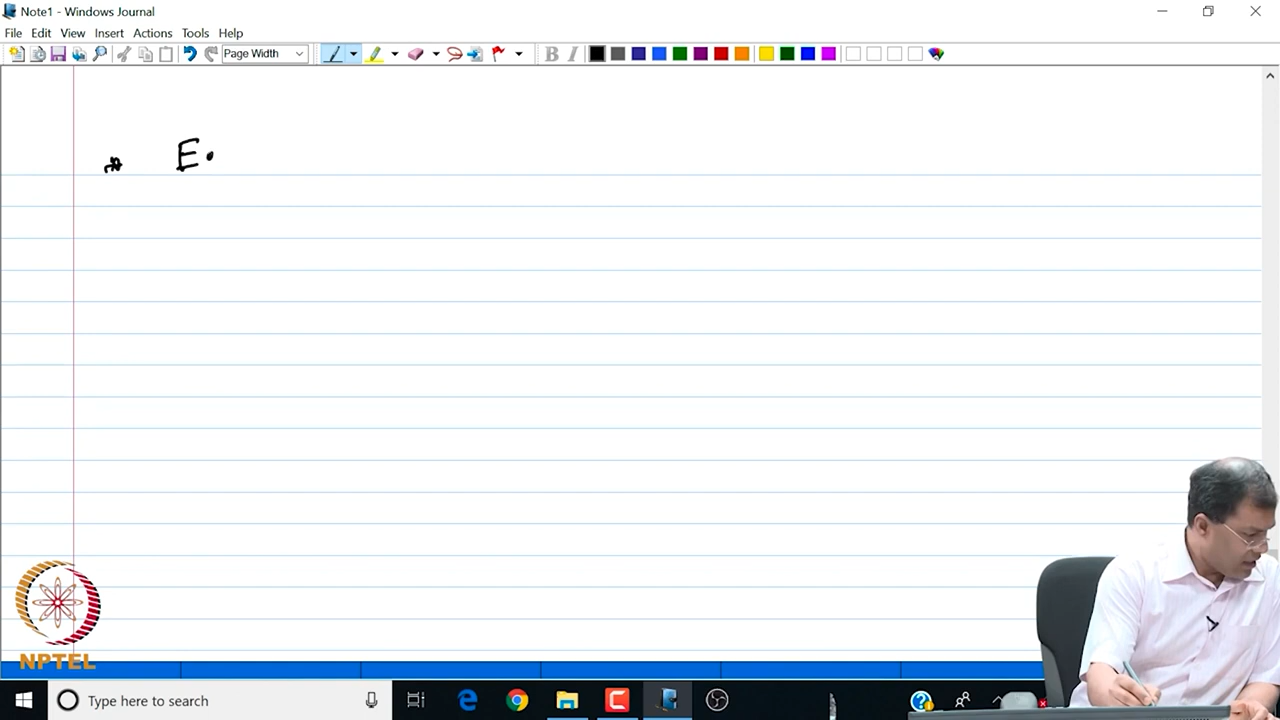 Note1 - Windows Journal
File Edit View Insert Actions Tools Help
Page Width
B I
* E.
NPTEL
Type here to search